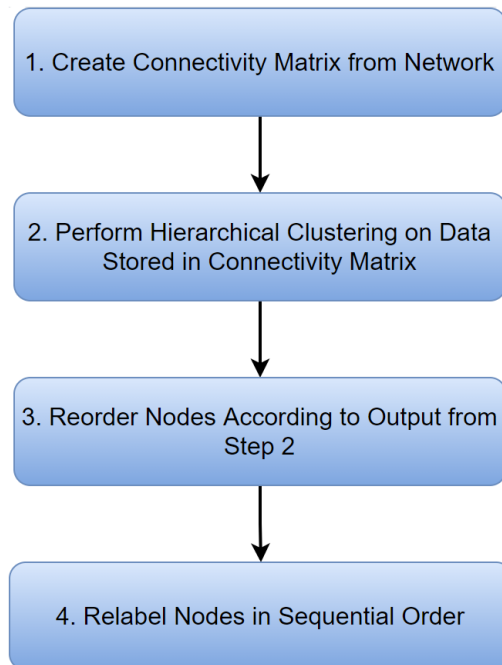 1. Create Connectivity Matrix from Network
2. Perform Hierarchical Clustering on Data
Stored in Connectivity Matrix
3. Reorder Nodes According to Output from
Step 2
4. Relabel Nodes in Sequential Order